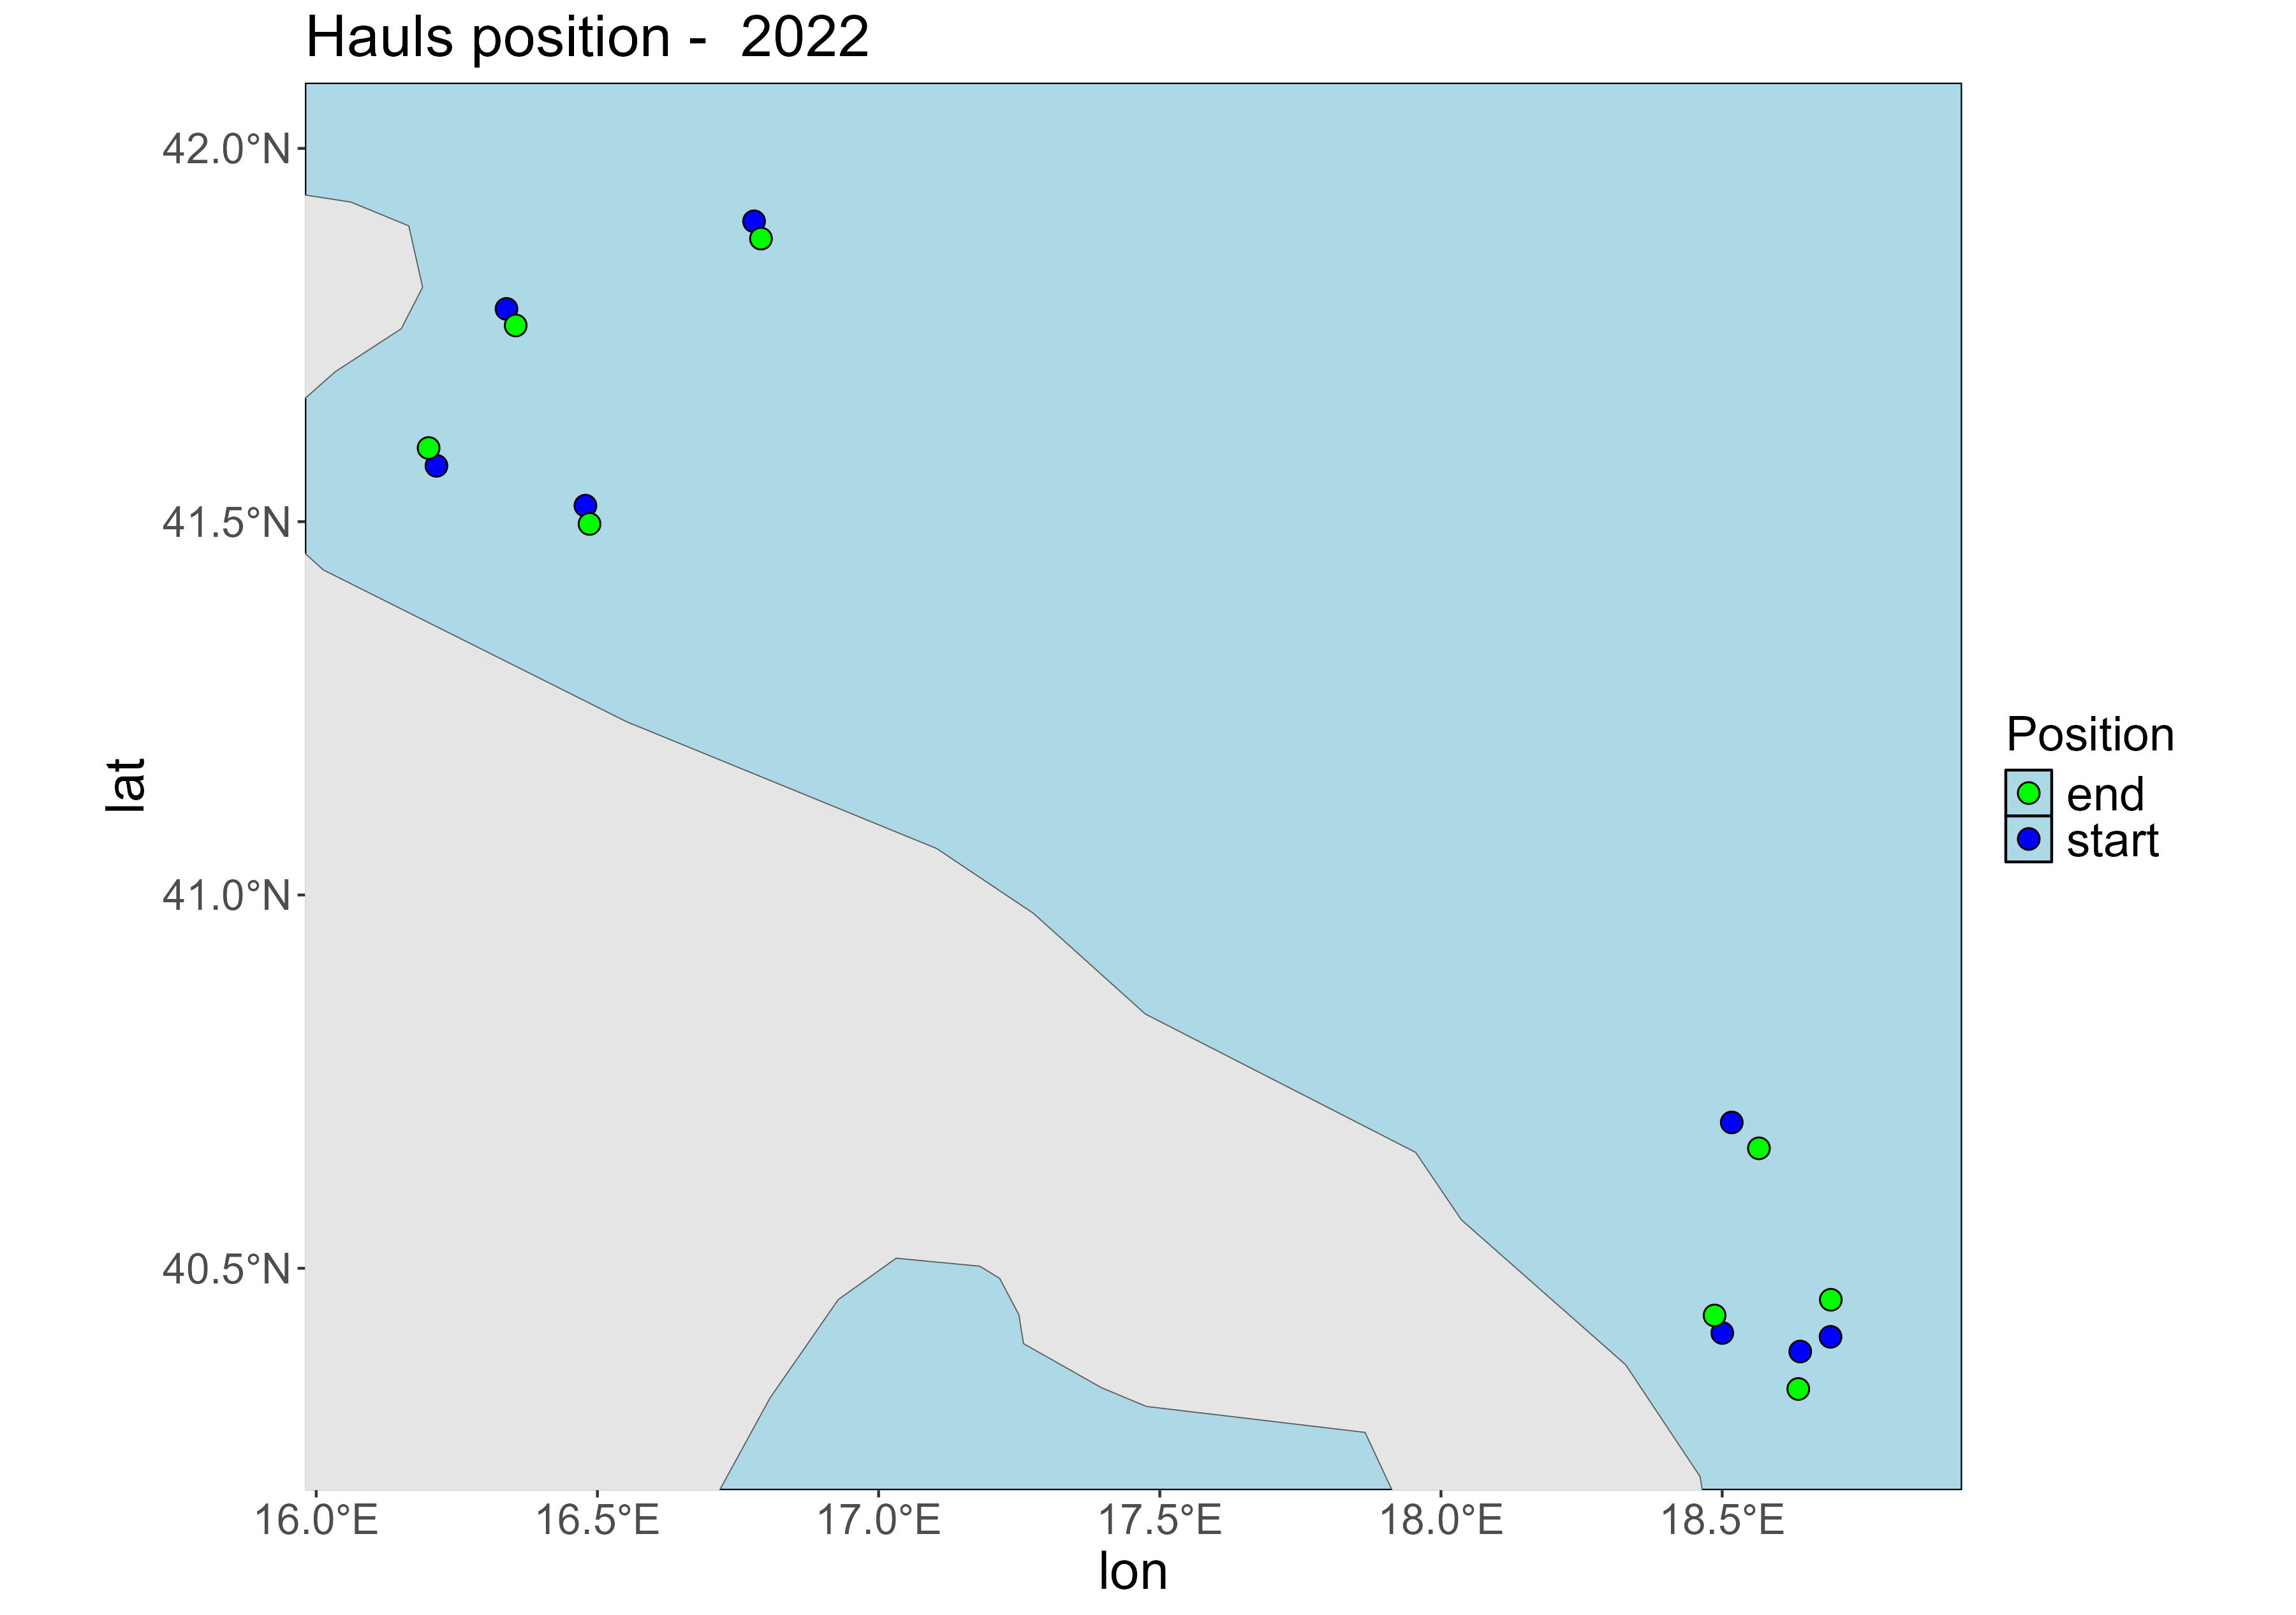 Hauls position -  2022
42.0°N
41.5°N
41.0°N
40.5°N
lat
16.0°E
16.5°E
17.0°E
17.5°E
18.0°E
18.5°E
lon
Position
end
start